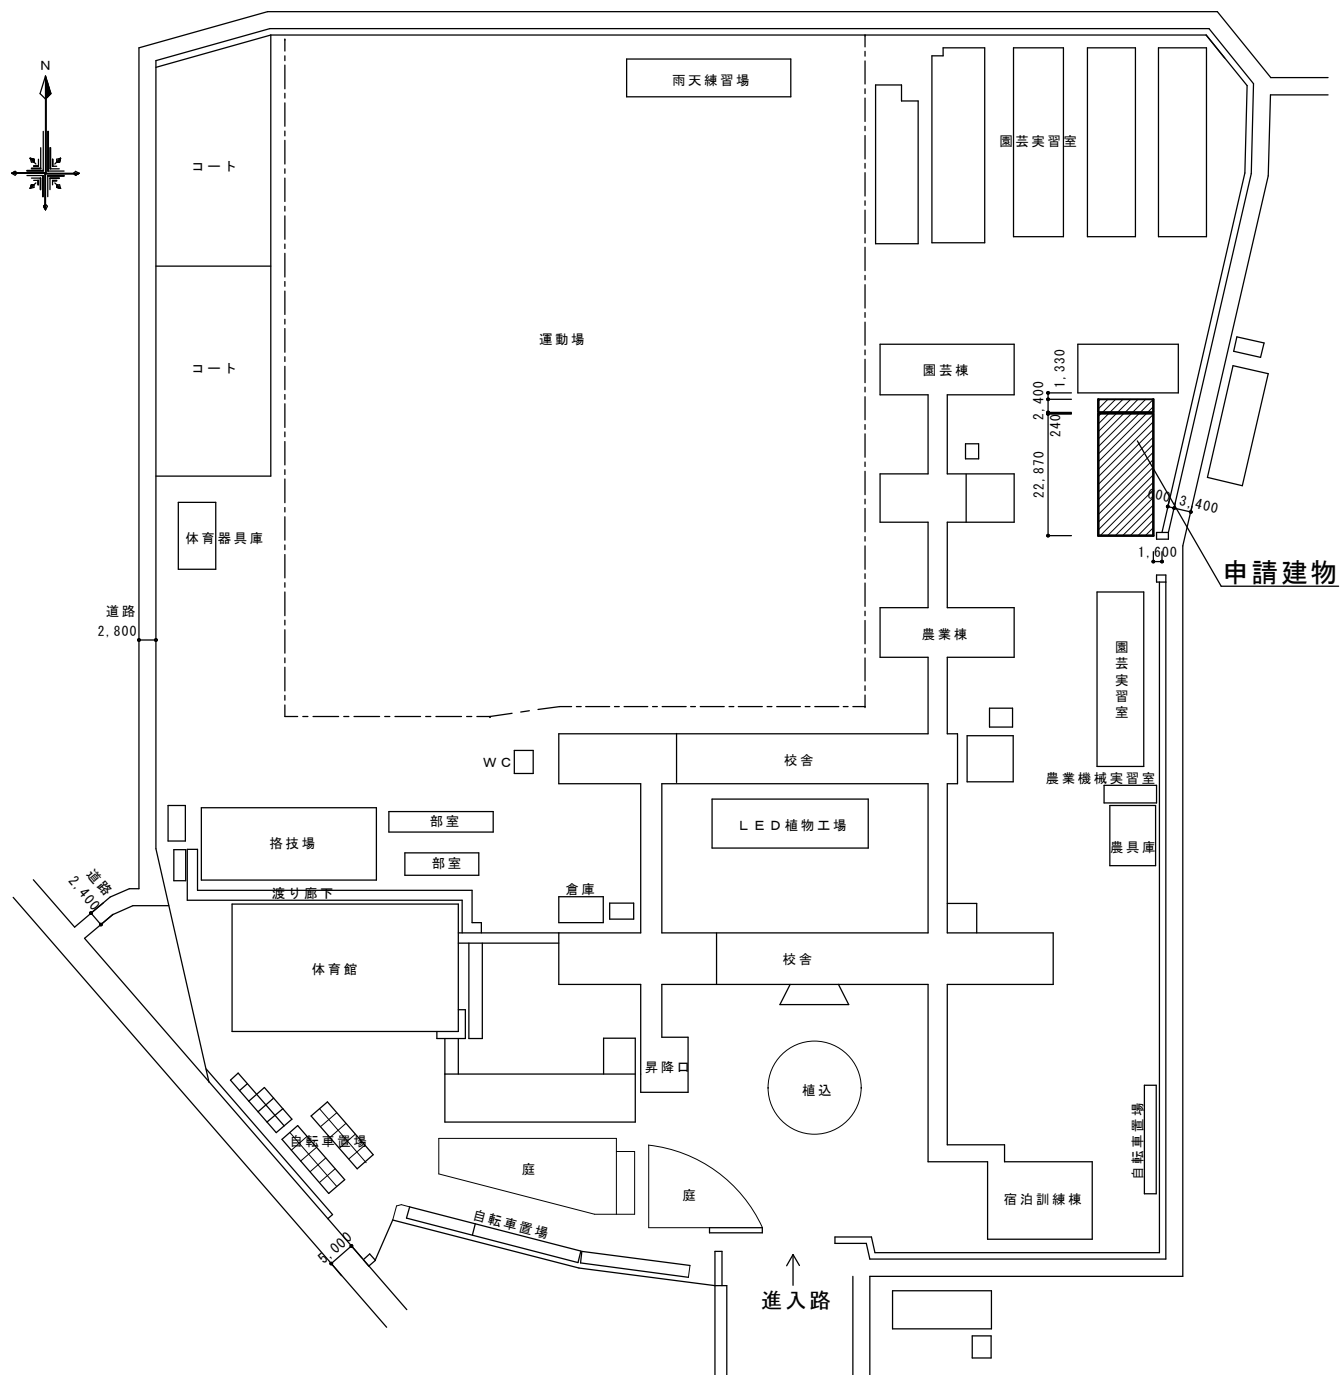 N
雨天練習場
コート
園芸実習室
運動場
コート
園芸棟
1,330
2,400
240
22,870
600
3,400
1,600
申請建物
体育器具庫
道路
2,800
農業棟
園芸実習室
WC
校舎
農業機械実習室
LED植物工場
部室
格技場
農具庫
部室
道路
2,400
渡り廊下
倉庫
体育館
校舎
昇降口
植込
自転車置場
自転車置場
庭
庭
宿泊訓練棟
自転車置場
5,000
進入路